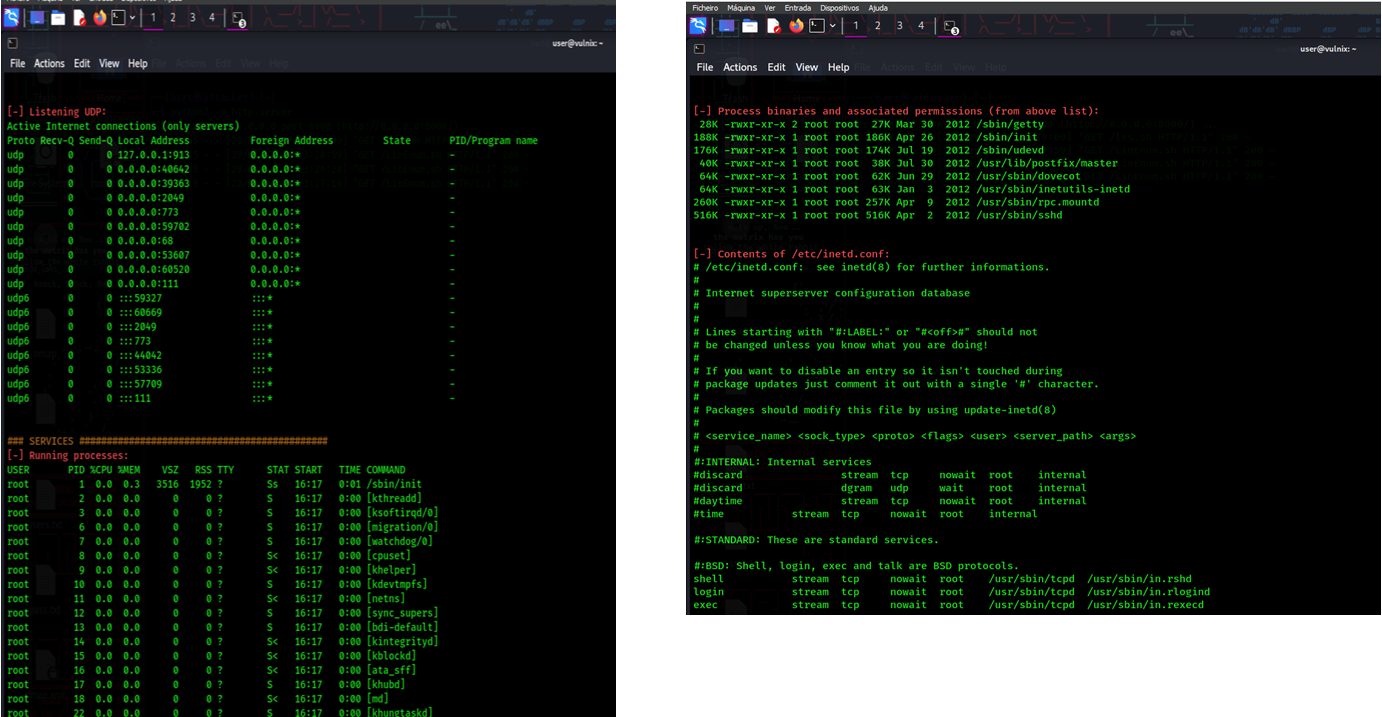 1 2 3 4
3
user@vulnix: ~
File Actions Edit View Help
[-] Listening UDP:
Active Internet connections (only servers)
Proto Recv-Q Send-Q Local Address Foreign Address State PID/Program name
udp 0 0 127.0.0.1:913 0.0.0.0:* -
udp 0 0 0.0.0.0:40642 0.0.0.0:* -
udp 0 0 0.0.0.0:39363 0.0.0.0:* -
udp 0 0 0.0.0.0:2049 0.0.0.0:* -
udp 0 0 0.0.0.0:773 0.0.0.0:* -
udp 0 0 0.0.0.0:59702 0.0.0.0:* -
udp 0 0 0.0.0.0:68 0.0.0.0:* -
udp 0 0 0.0.0.0:53607 0.0.0.0:* -
udp 0 0 0.0.0.0:60520 0.0.0.0:* -
udp 0 0 0.0.0.0:111 0.0.0.0:* -
udp6 0 0 :::59327 :::* -
udp6 0 0 :::60669 :::* -
udp6 0 0 :::2049 :::* -
udp6 0 0 :::773 :::* -
udp6 0 0 :::44042 :::* -
udp6 0 0 :::53336 :::* -
udp6 0 0 :::57709 :::* -
udp6 0 0 :::111 :::* -
### SERVICES #############################################
[-] Running processes:
USER PID %CPU %MEM VSZ RSS TTY STAT START TIME COMMAND
root 1 0.0 0.3 3516 1952 ? Ss 16:17 0:01 /sbin/init
root 2 0.0 0.0 0 0 ? S 16:17 0:00 [kthreadd]
root 3 0.0 0.0 0 0 ? S 16:17 0:00 [ksoftirqd/0]
root 6 0.0 0.0 0 0 ? S 16:17 0:00 [migration/0]
root 7 0.0 0.0 0 0 ? S 16:17 0:00 [watchdog/0]
root 8 0.0 0.0 0 0 ? S< 16:17 0:00 [cpuset]
root 9 0.0 0.0 0 0 ? S< 16:17 0:00 [khelper]
root 10 0.0 0.0 0 0 ? S 16:17 0:00 [kdevtmpfs]
root 11 0.0 0.0 0 0 ? S< 16:17 0:00 [netns]
root 12 0.0 0.0 0 0 ? S 16:17 0:00 [sync_supers]
root 13 0.0 0.0 0 0 ? S 16:17 0:00 [bdi-default]
root 14 0.0 0.0 0 0 ? S< 16:17 0:00 [kintegrityd]
root 15 0.0 0.0 0 0 ? S< 16:17 0:00 [kblockd]
root 16 0.0 0.0 0 0 ? S< 16:17 0:00 [ata_sff]
root 17 0.0 0.0 0 0 ? S 16:17 0:00 [khubd]
root 18 0.0 0.0 0 0 ? S< 16:17 0:00 [md]
root 22 0.0 0.0 0 0 ? S 16:17 0:00 [khungtaskd]
Ficheiro Máquina Ver Entrada Dispositivos Ajuda
1 2 3 4
3
user@vulnix: ~
File Actions Edit View Help
[-] Process binaries and associated permissions (from above list):
28K -rwxr-xr-x 2 root root 27K Mar 30 2012 /sbin/getty
188K -rwxr-xr-x 1 root root 186K Apr 26 2012 /sbin/init
176K -rwxr-xr-x 1 root root 174K Jul 19 2012 /sbin/udevd
40K -rwxr-xr-x 1 root root 38K Jul 30 2012 /usr/lib/postfix/master
64K -rwxr-xr-x 1 root root 62K Jun 29 2012 /usr/sbin/dovecot
64K -rwxr-xr-x 1 root root 63K Jan 3 2012 /usr/sbin/inetutils-inetd
260K -rwxr-xr-x 1 root root 257K Apr 9 2012 /usr/sbin/rpc.mountd
516K -rwxr-xr-x 1 root root 516K Apr 2 2012 /usr/sbin/sshd
[-] Contents of /etc/inetd.conf:
# /etc/inetd.conf: see inetd(8) for further informations.
#
# Internet superserver configuration database
#
#
# Lines starting with "#:LABEL:" or "#<off>#" should not
# be changed unless you know what you are doing!
#
# If you want to disable an entry so it isn't touched during
# package updates just comment it out with a single '#' character.
#
# Packages should modify this file by using update-inetd(8)
#
# <service_name> <sock_type> <proto> <flags> <user> <server_path> <args>
#
#:INTERNAL: Internal services
#discard stream tcp nowait root internal
#discard dgram udp wait root internal
#daytime stream tcp nowait root internal
#time stream tcp nowait root internal
#:STANDARD: These are standard services.
#:BSD: Shell, login, exec and talk are BSD protocols.
shell stream tcp nowait root /usr/sbin/tcpd /usr/sbin/in.rshd
login stream tcp nowait root /usr/sbin/tcpd /usr/sbin/in.rlogind
exec stream tcp nowait root /usr/sbin/tcpd /usr/sbin/in.rexecd